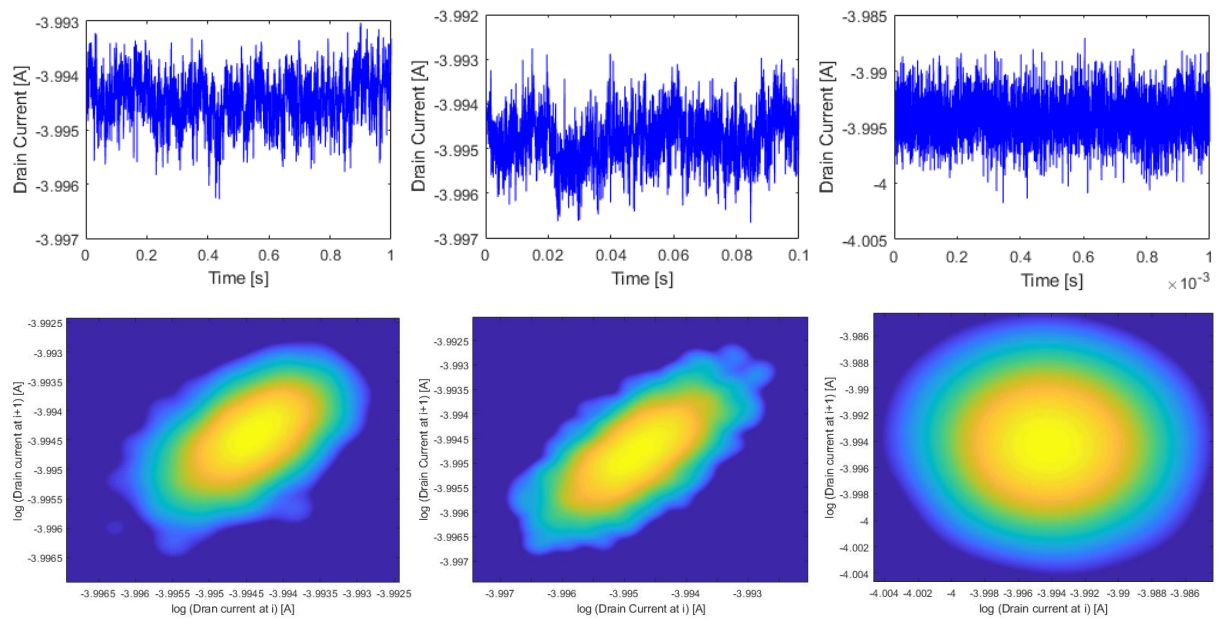 -3.993
-3.994
-3.995
-3.996
-3.997
Drain Current [A]
0 0.2 0.4 0.6 0.8 1
Time [s]
-3.992
-3.993
-3.994
-3.995
-3.996
-3.997
Drain Current [A]
0 0.02 0.04 0.06 0.08 0.1
Time [s]
-3.985
-3.99
-3.995
-4
-4.005
Drain Current [A]
0 0.2 0.4 0.6 0.8 1
Time [s]
×10-3
-3.9925
-3.993
-3.9935
-3.994
-3.9945
-3.995
-3.9955
-3.996
-3.9965
log (Drain current at i+1) [A]
-3.9965 -3.996 -3.9955 -3.995 -3.9945 -3.994 -3.9935 -3.993 -3.9925
log (Dran current at i) [A]
-3.9925
-3.993
-3.9935
-3.994
-3.9945
-3.995
-3.9955
-3.996
-3.9965
-3.997
log (Drain Current at i+1) [A]
-3.997 -3.996 -3.995 -3.994 -3.993
log (Drain Current at i) [A]
-3.986
-3.988
-3.99
-3.992
-3.994
-3.996
-3.998
-4
-4.002
-4.004
log (Drain current at i+1) [A]
-4.004 -4.002 -4 -3.998 -3.996 -3.994 -3.992 -3.99 -3.988 -3.986
log (Drain current at i) [A]